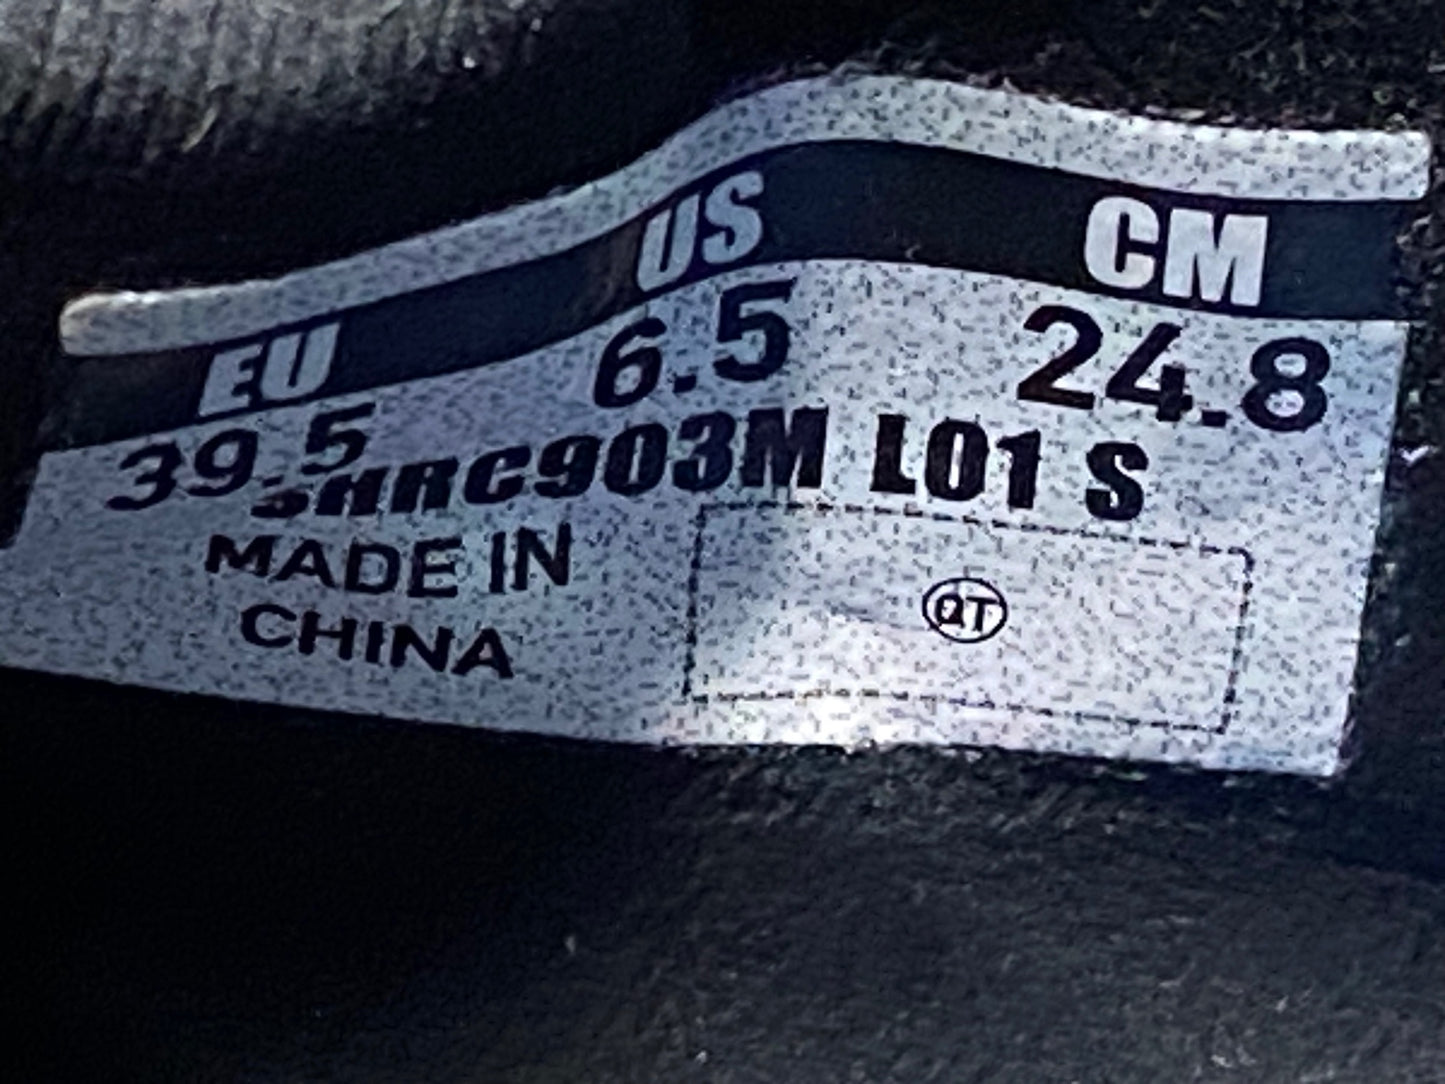 EU US CM
39.5 6.5 24.8
SHRC903M L01 S
MADE IN
CHINA
QT